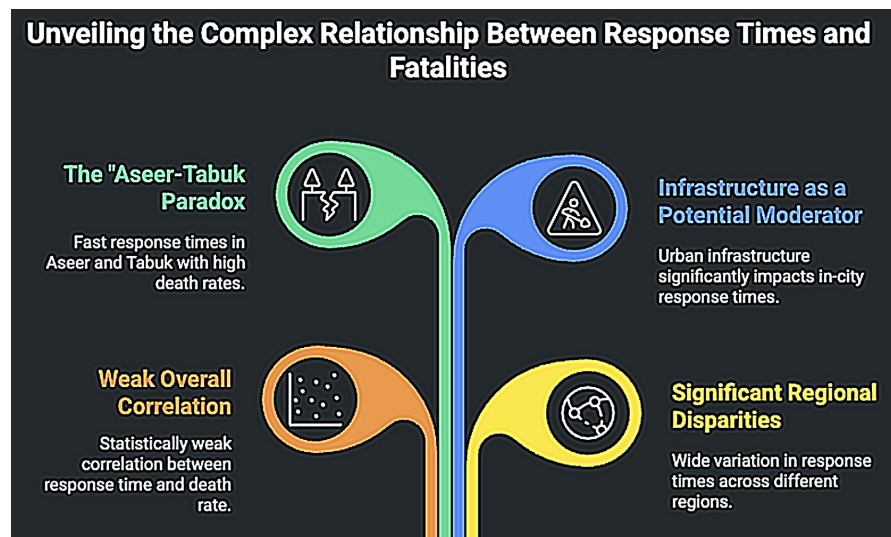 Unveiling the Complex Relationship Between Response Times and
Fatalities
The "Aseer-Tabuk
Paradox
Fast response times in
Aseer and Tabuk with high
death rates.
Infrastructure as a
Potential Moderator
Urban infrastructure
significantly impacts in-city
response times.
Weak Overall
Correlation
Statistically weak
correlation between
response time and death
rate.
Significant Regional
Disparities
Wide variation in response
times across different
regions.